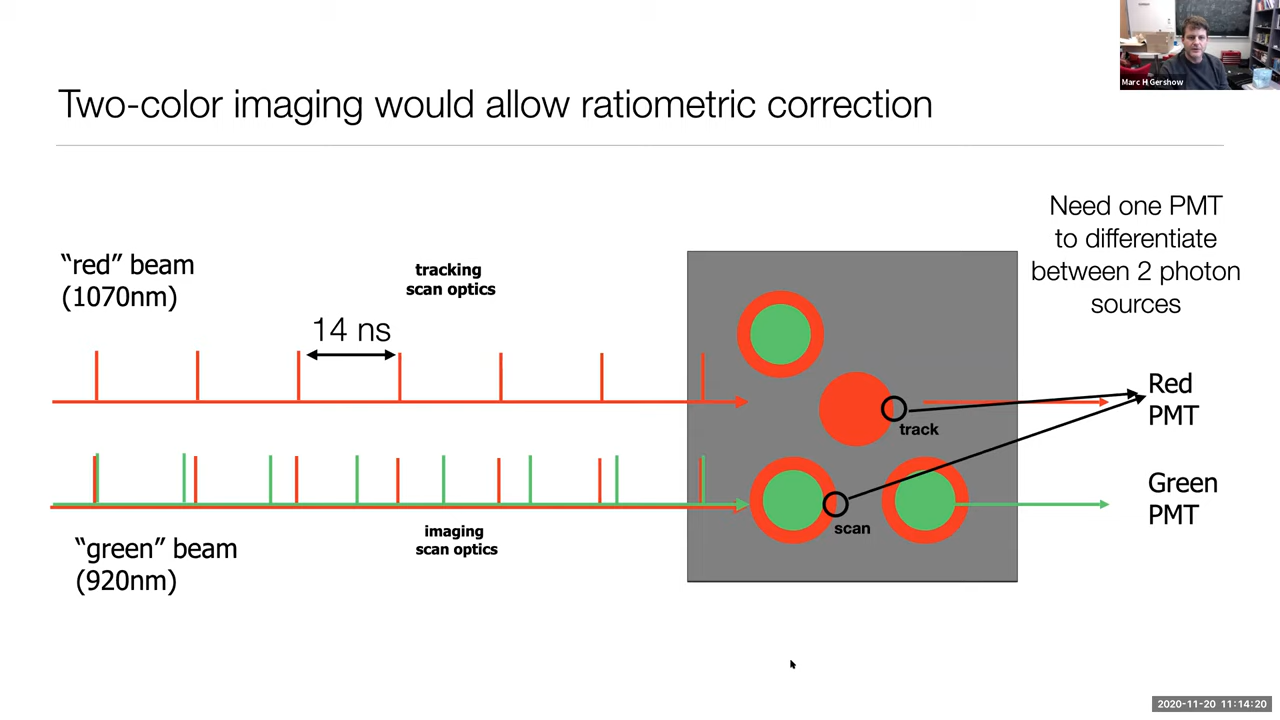 Marc H Gershow
Two-color imaging would allow ratiometric correction
Need one PMT
to differentiate
between 2 photon
sources
“red” beam
(1070nm)
tracking
scan optics
14 ns
track
Red
PMT
scan
Green
PMT
imaging
scan optics
“green” beam
(920nm)
2020-11-20 11:14:20